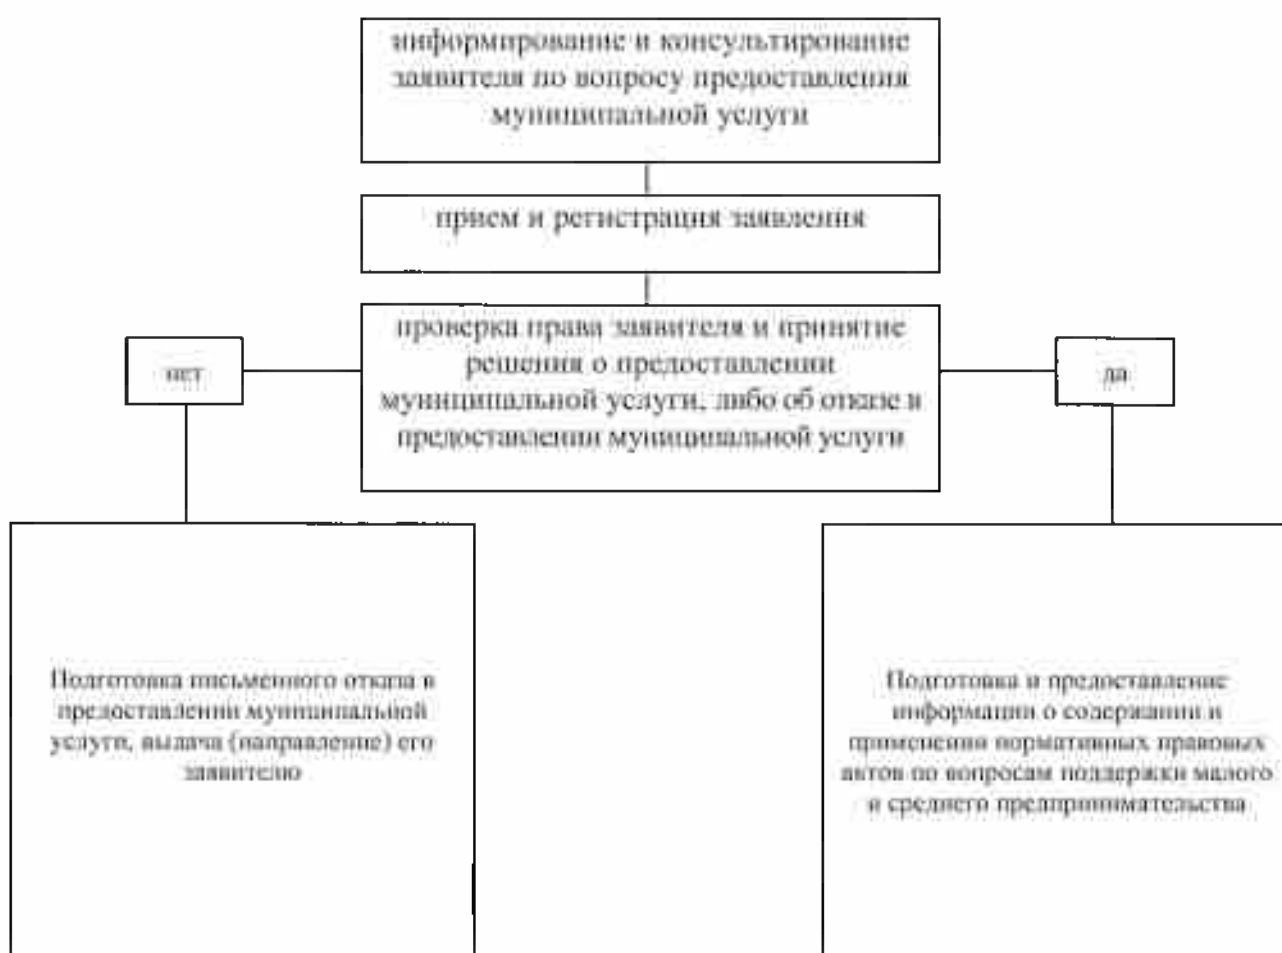 информирование и консультирование
заявителя по вопросу предоставления
муниципальной услуги
прием и регистрация заявления
проверка права заявителя и принятие
решения о предоставлении
муниципальной услуги, либо об отказе в
предоставлении муниципальной услуги
нет
да
Подготовка письменного отказа в
предоставлении муниципальной
услуги, выдача (направление) его
заявителю
Подготовка и предоставление
информации о содержании и
применении нормативных правовых
актов по вопросам поддержки малого
и среднего предпринимательства